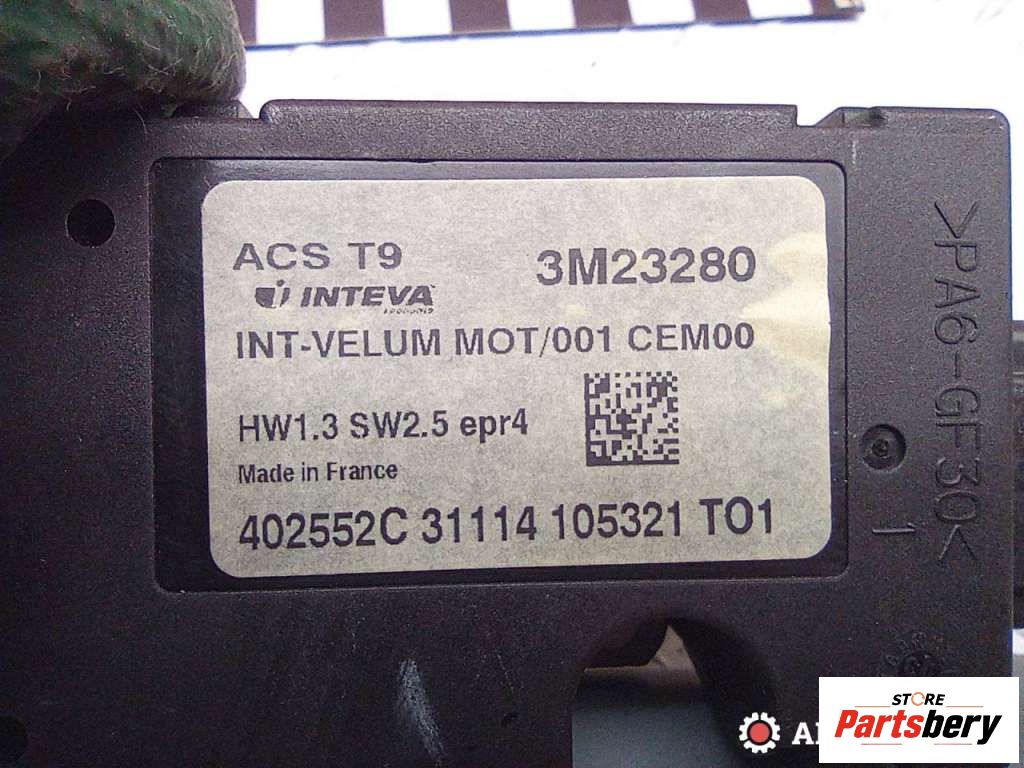 ACS T9 3M23280
INTEVA
PRODUCTS
INT-VELUM MOT/001 CEM00
HW1.3 SW2.5 epr4
Made in France
402552C 31114 105321 TO1
>PA6-GF30<
1
STORE
Partsbery